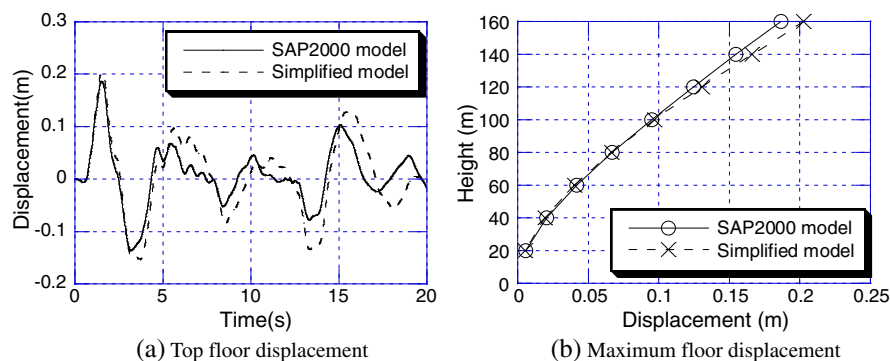 0.3
0.2
0.1
0
-0.1
-0.2
Displacement(m)
SAP2000 model
Simplified model
0
5
10
15
20
Time(s)
(a) Top floor displacement
160
140
120
100
80
60
40
20
0
Height (m)
SAP2000 model
Simplified model
0
0.05
0.1
0.15
0.2
0.25
Displacement (m)
(b) Maximum floor displacement